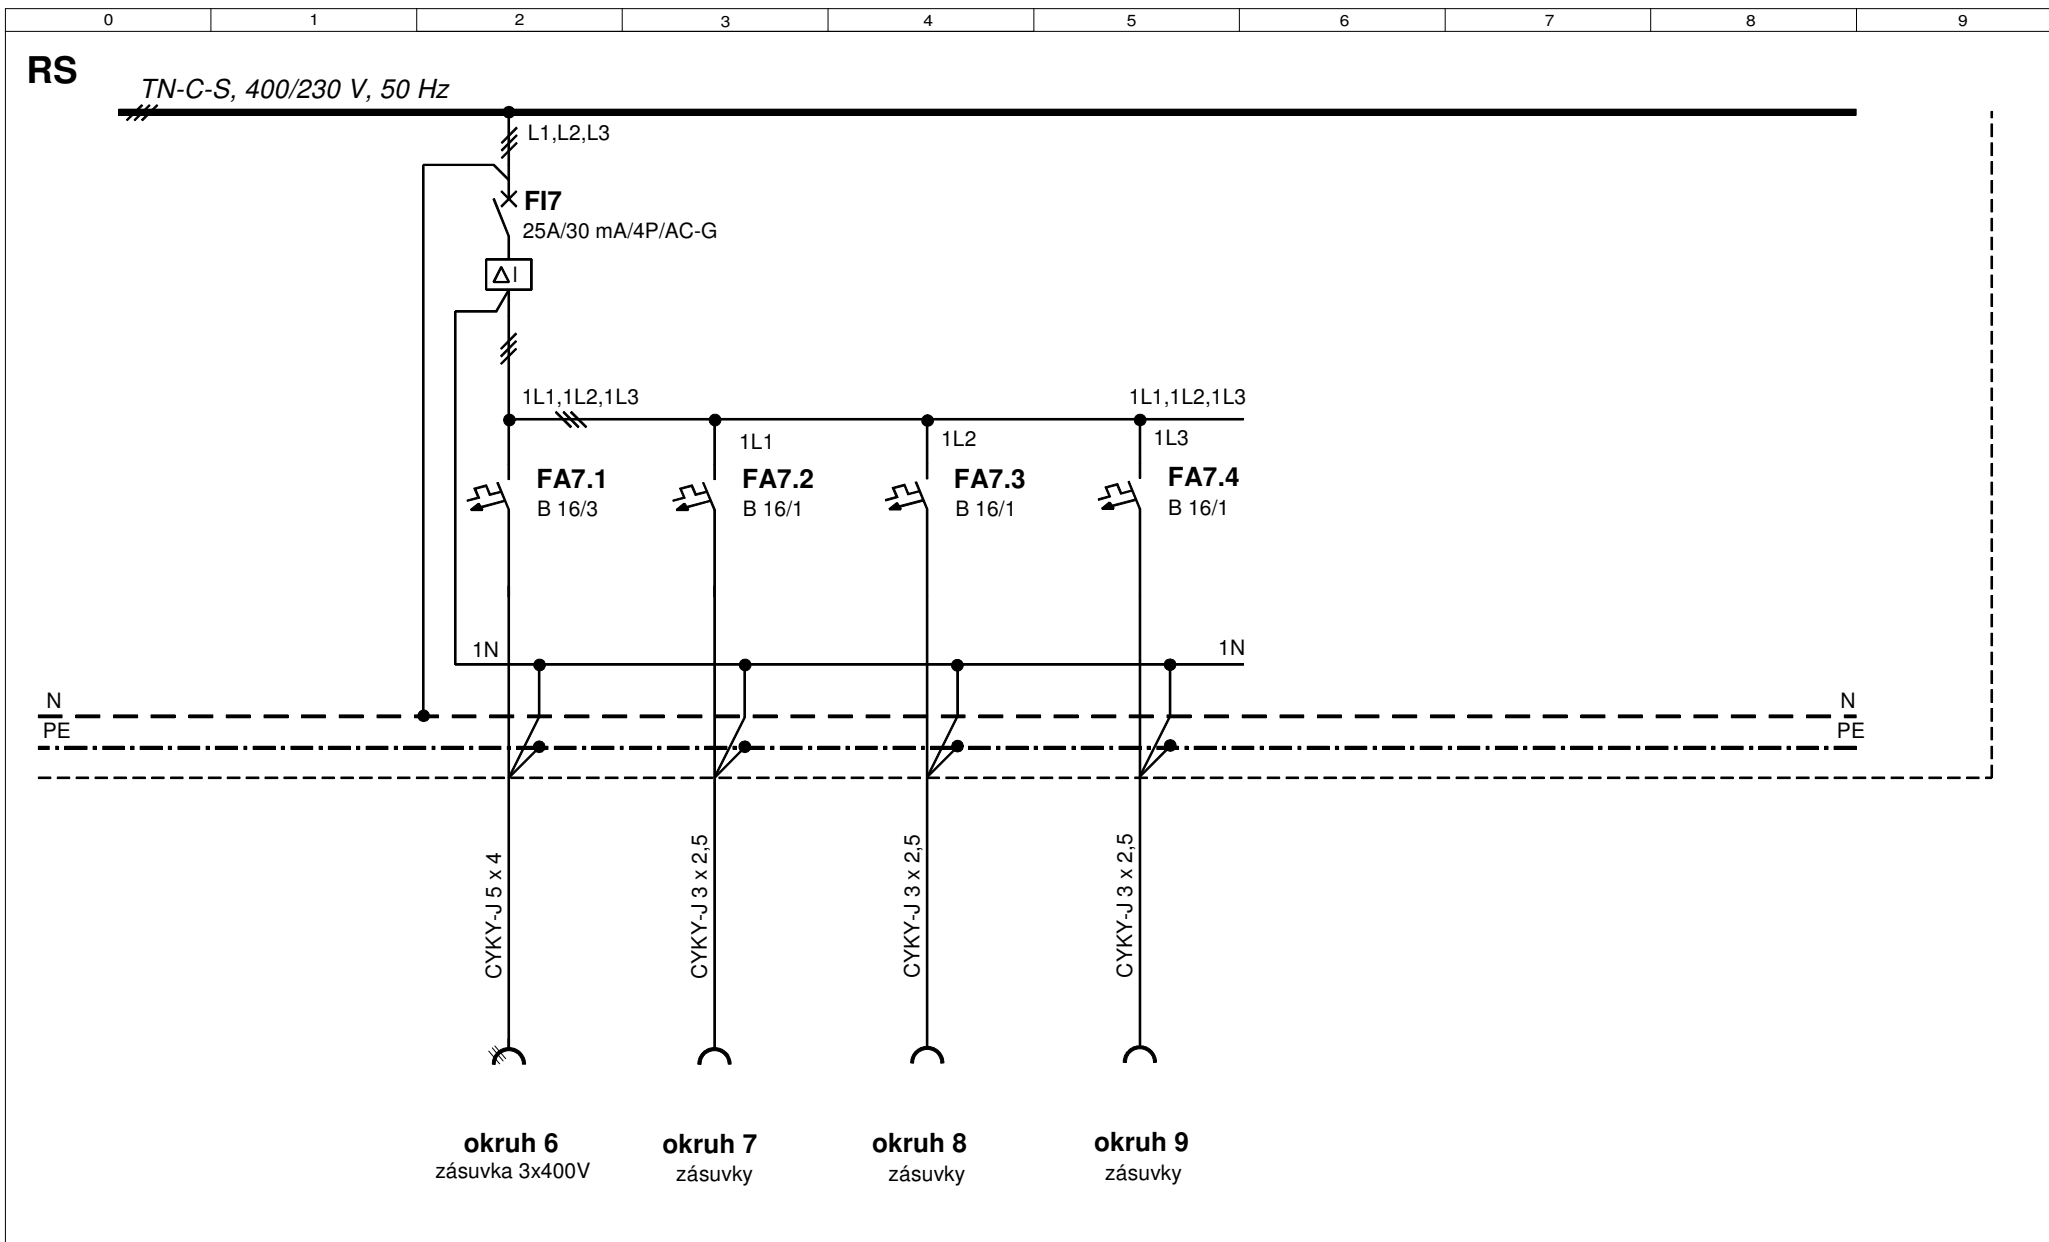 0 1 2 3 4 5 6 7 8 9
RS
TN-C-S, 400/230 V, 50 Hz
L1,L2,L3
FI7
25A/30 mA/4P/AC-G
ΔI
1L1,1L2,1L3 1L1,1L2,1L3
1L1 1L2 1L3
FA7.1 FA7.2 FA7.3 FA7.4
B 16/3 B 16/1 B 16/1 B 16/1
1N 1N
N N
PE PE
CYKY-J 5 x 4
CYKY-J 3 x 2,5
CYKY-J 3 x 2,5
CYKY-J 3 x 2,5
okruh 6 okruh 7 okruh 8 okruh 9
zásuvka 3x400V zásuvky zásuvky zásuvky